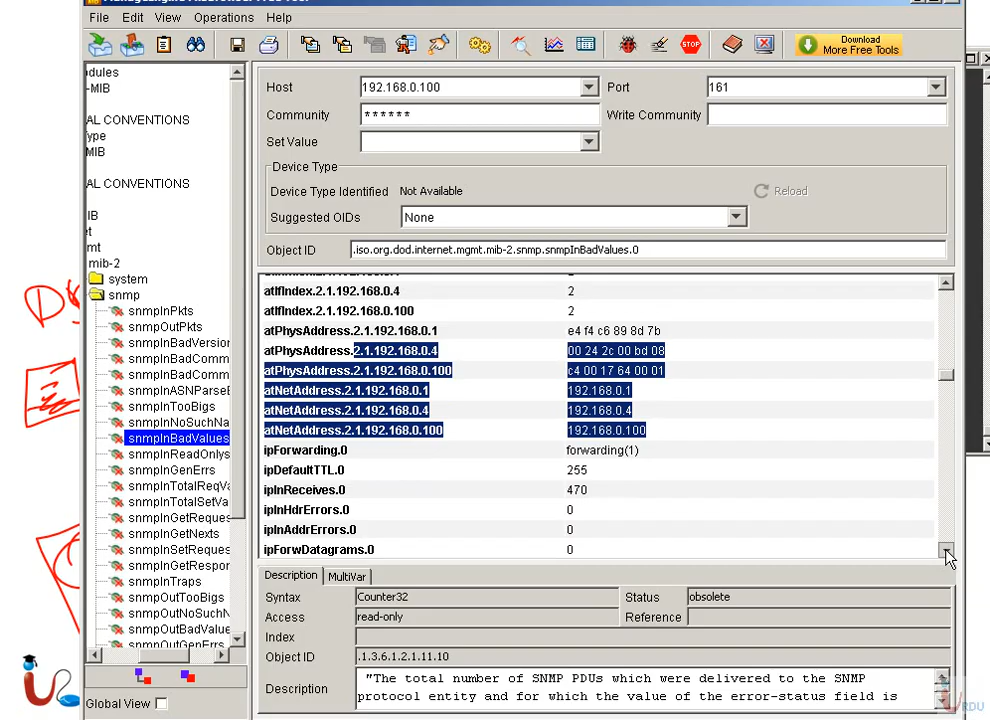 File Edit View Operations Help
Download
More Free Tools
Host 192.168.0.100 Port 161
Community ****** Write Community
Set Value
Device Type
Device Type Identified Not Available Reload
Suggested OIDs None
Object ID .iso.org.dod.internet.mgmt.mib-2.snmp.snmpInBadValues.0
-MIB
AL CONVENTIONS
MIB
AL CONVENTIONS
mib-2
system
snmp
snmpInPkts
snmpOutPkts
snmpInBadVersio
snmpInBadComm
snmpInBadComm
snmpInASNParseE
snmpInTooBigs
snmpInNoSuchNa
snmpInBadValues
snmpInReadOnlys
snmpInGenErrs
snmpInTotalReqVa
snmpInTotalSetVa
snmpInGetReques
snmpInGetNexts
snmpInSetReques
snmpInGetRespor
snmpInTraps
snmpOutTooBigs
snmpOutNoSuchN
snmpOutBadValue
snmpOutGenErrs
Global View
atIfIndex.2.1.192.168.0.4 2
atIfIndex.2.1.192.168.0.100 2
atPhysAddress.2.1.192.168.0.1 e4 f4 c6 89 8d 7b
atPhysAddress.2.1.192.168.0.4 00 24 2c 00 bd 08
atPhysAddress.2.1.192.168.0.100 c4 00 17 64 00 01
atNetAddress.2.1.192.168.0.1 192.168.0.1
atNetAddress.2.1.192.168.0.4 192.168.0.4
atNetAddress.2.1.192.168.0.100 192.168.0.100
ipForwarding.0 forwarding(1)
ipDefaultTTL.0 255
ipInReceives.0 470
ipInHdrErrors.0 0
ipInAddrErrors.0 0
ipForwDatagrams.0 0
Description MultiVar
Syntax Counter32 Status obsolete
Access read-only Reference
Index
Object ID .1.3.6.1.2.1.11.10
Description "The total number of SNMP PDUs which were delivered to the SNMP
protocol entity and for which the value of the error-status field is